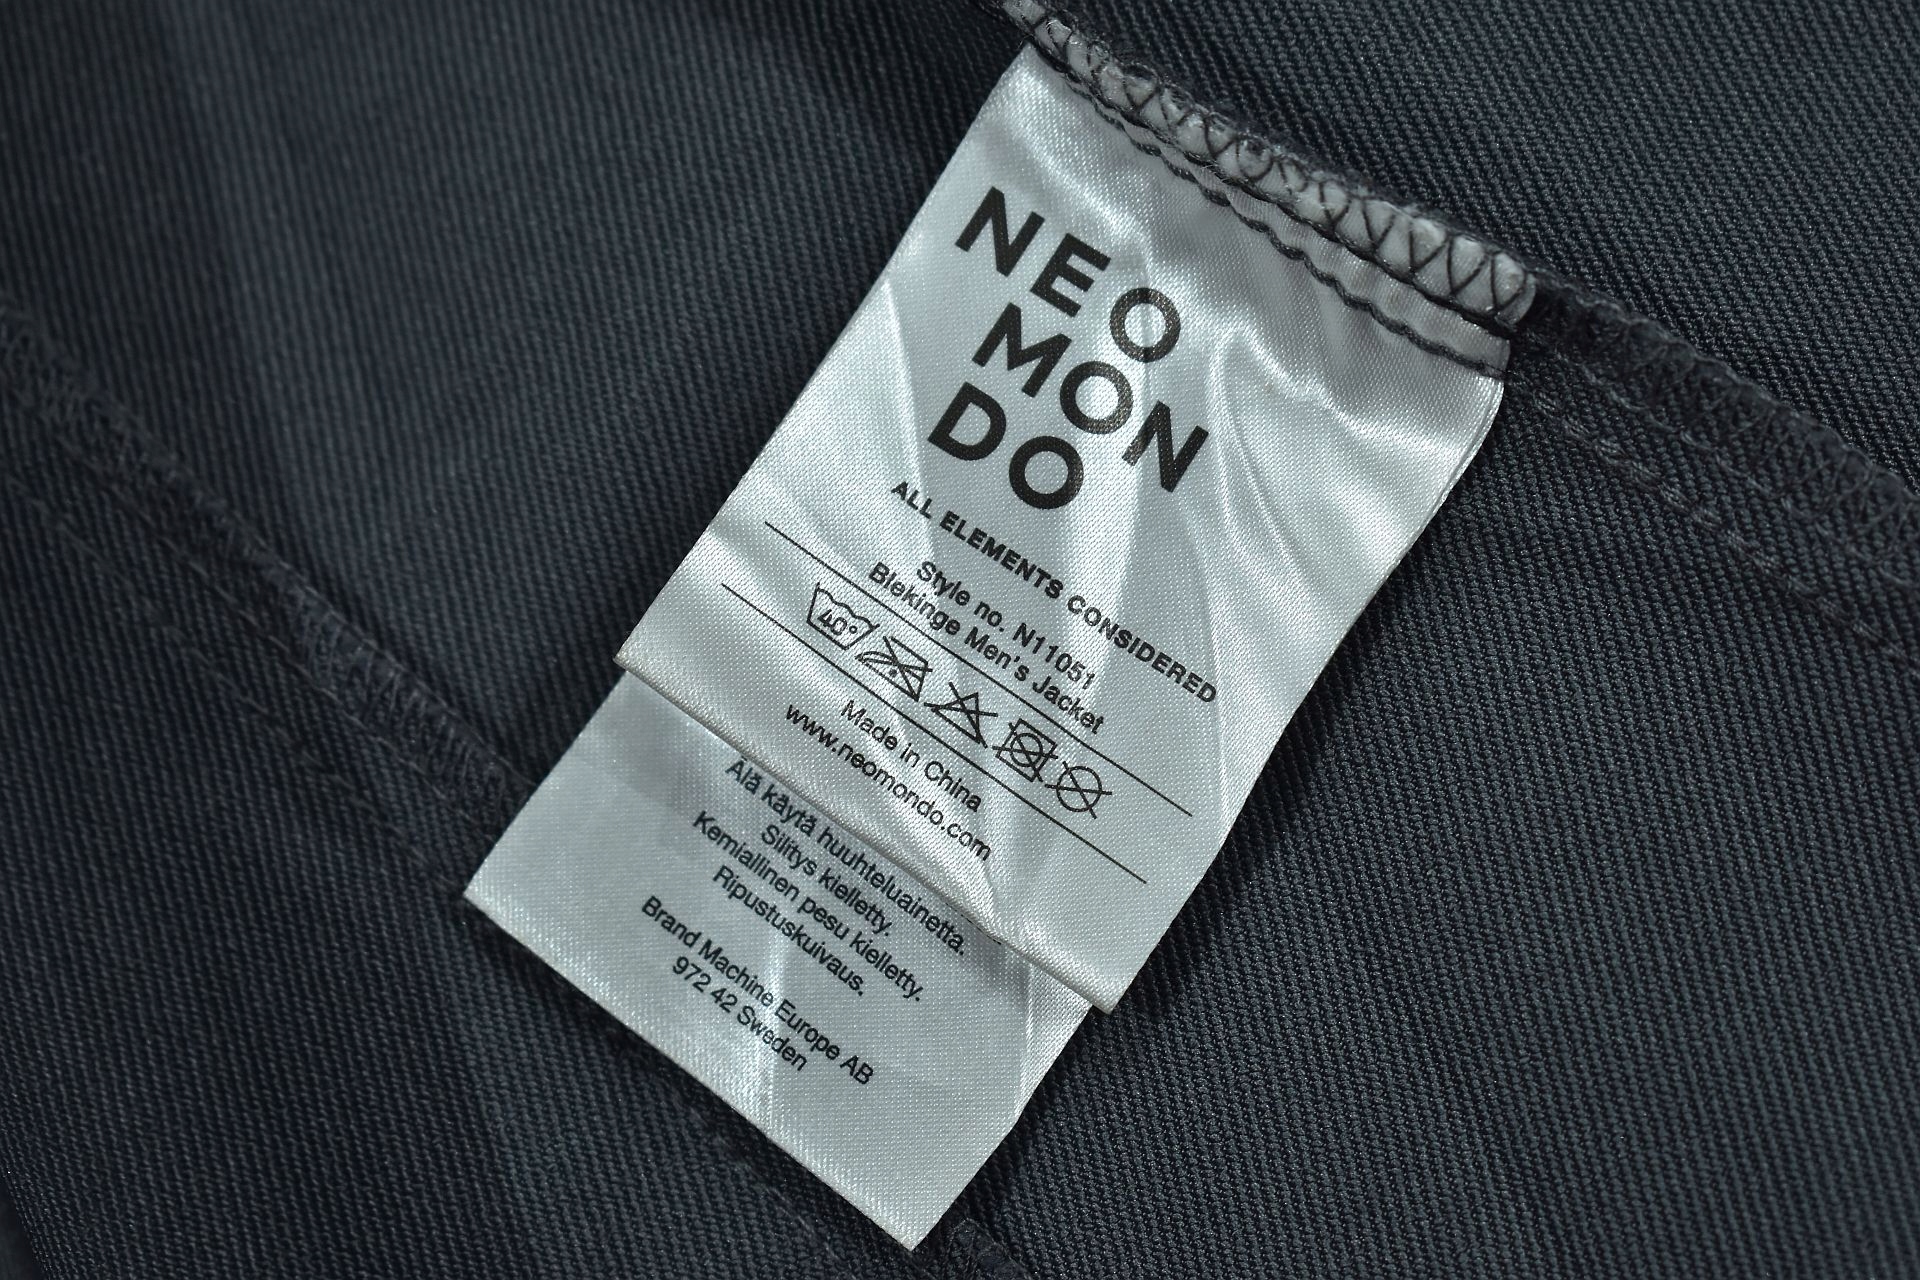 NEO
MON
DO
ALL ELEMENTS CONSIDERED
Style no. N11051
Blekinge Men's Jacket
40°
Made in China
www.neomondo.com
Älä käytä huuhteluainetta.
Silitys kielletty.
Kemiallinen pesu kielletty.
Ripustuskuivaus.
Brand Machine Europe AB
972 42 Sweden